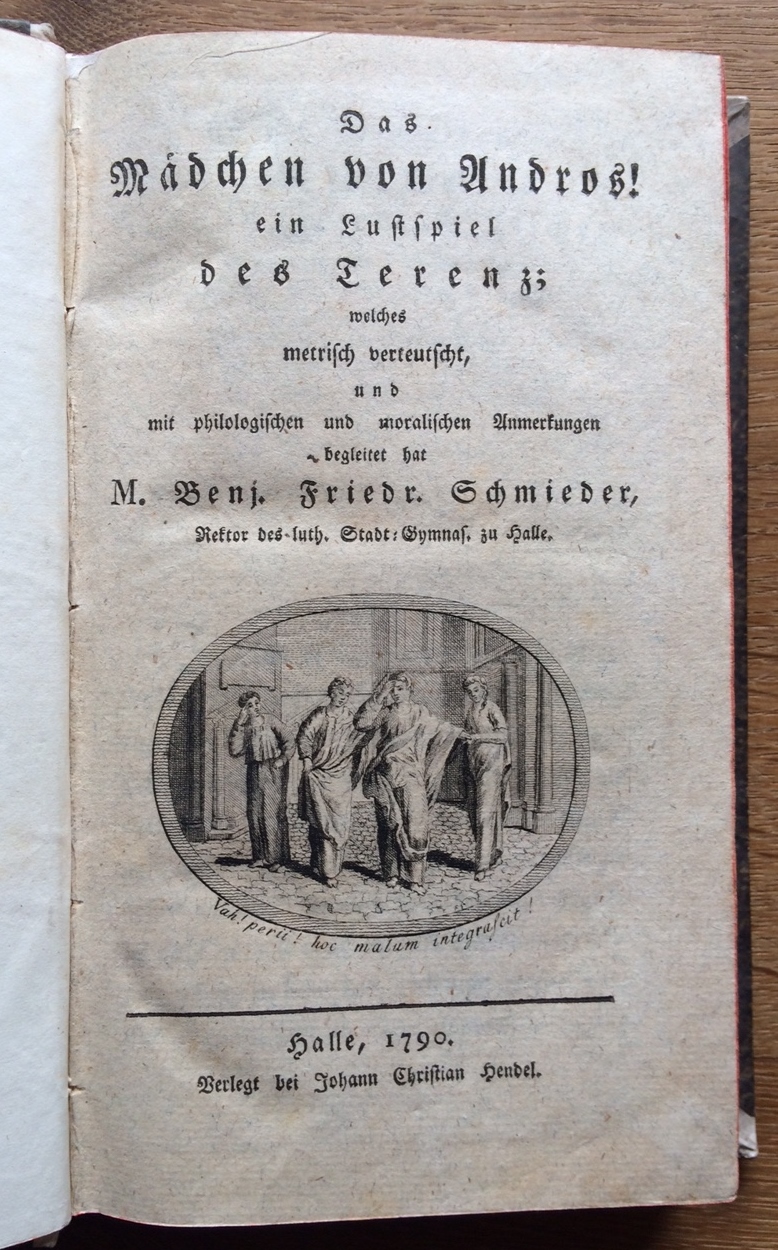 Das
Mädchen von Andros!
ein Lustspiel
des Terenz;
welches
metrisch verteutscht,
und
mit philologischen und moralischen Anmerkungen
begleitet hat
M. Benj. Friedr. Schmieder,
Rektor des luth. Stadt-Gymnas. zu Halle.
Vah! perii! hoc malum integrascit!
Halle, 1790.
Verlegt bei Johann Christian Hendel.